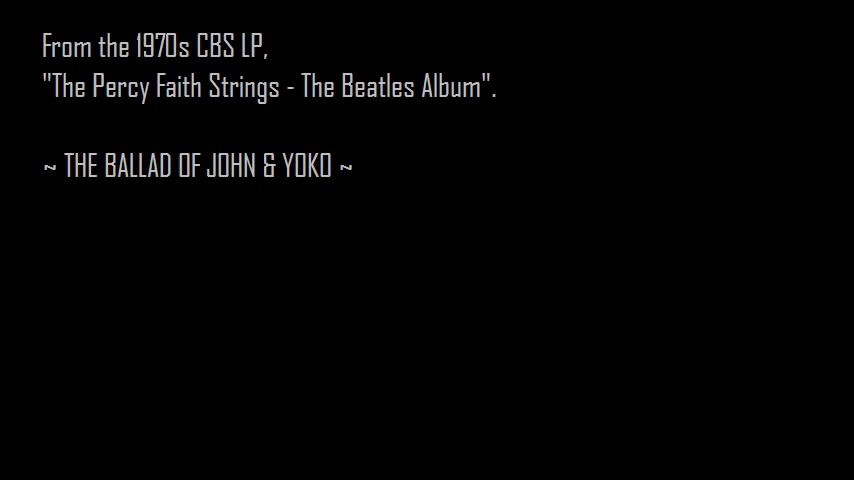 From the 1970s CBS LP,
"The Percy Faith Strings - The Beatles Album".
~ THE BALLAD OF JOHN & YOKO ~